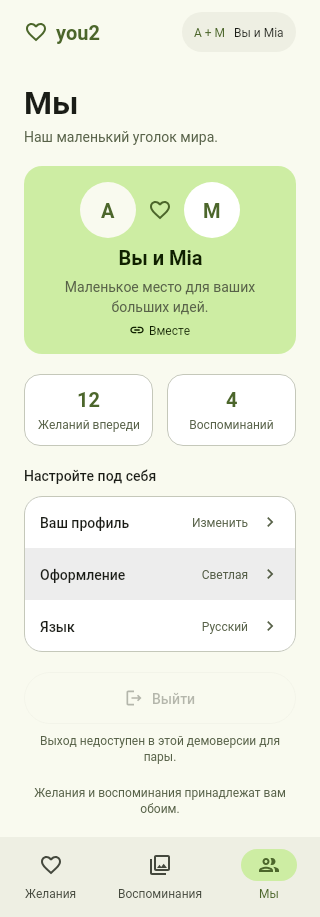 you2
A + M Вы и Mia
Мы
Наш маленький уголок мира.
A
M
Вы и Mia
Маленькое место для ваших
больших идей.
Вместе
12
Желаний впереди
4
Воспоминаний
Настройте под себя
Ваш профиль Изменить
Оформление Светлая
Язык Русский
Выйти
Выход недоступен в этой демоверсии для
пары.
Желания и воспоминания принадлежат вам
обоим.
Желания
Воспоминания
Мы